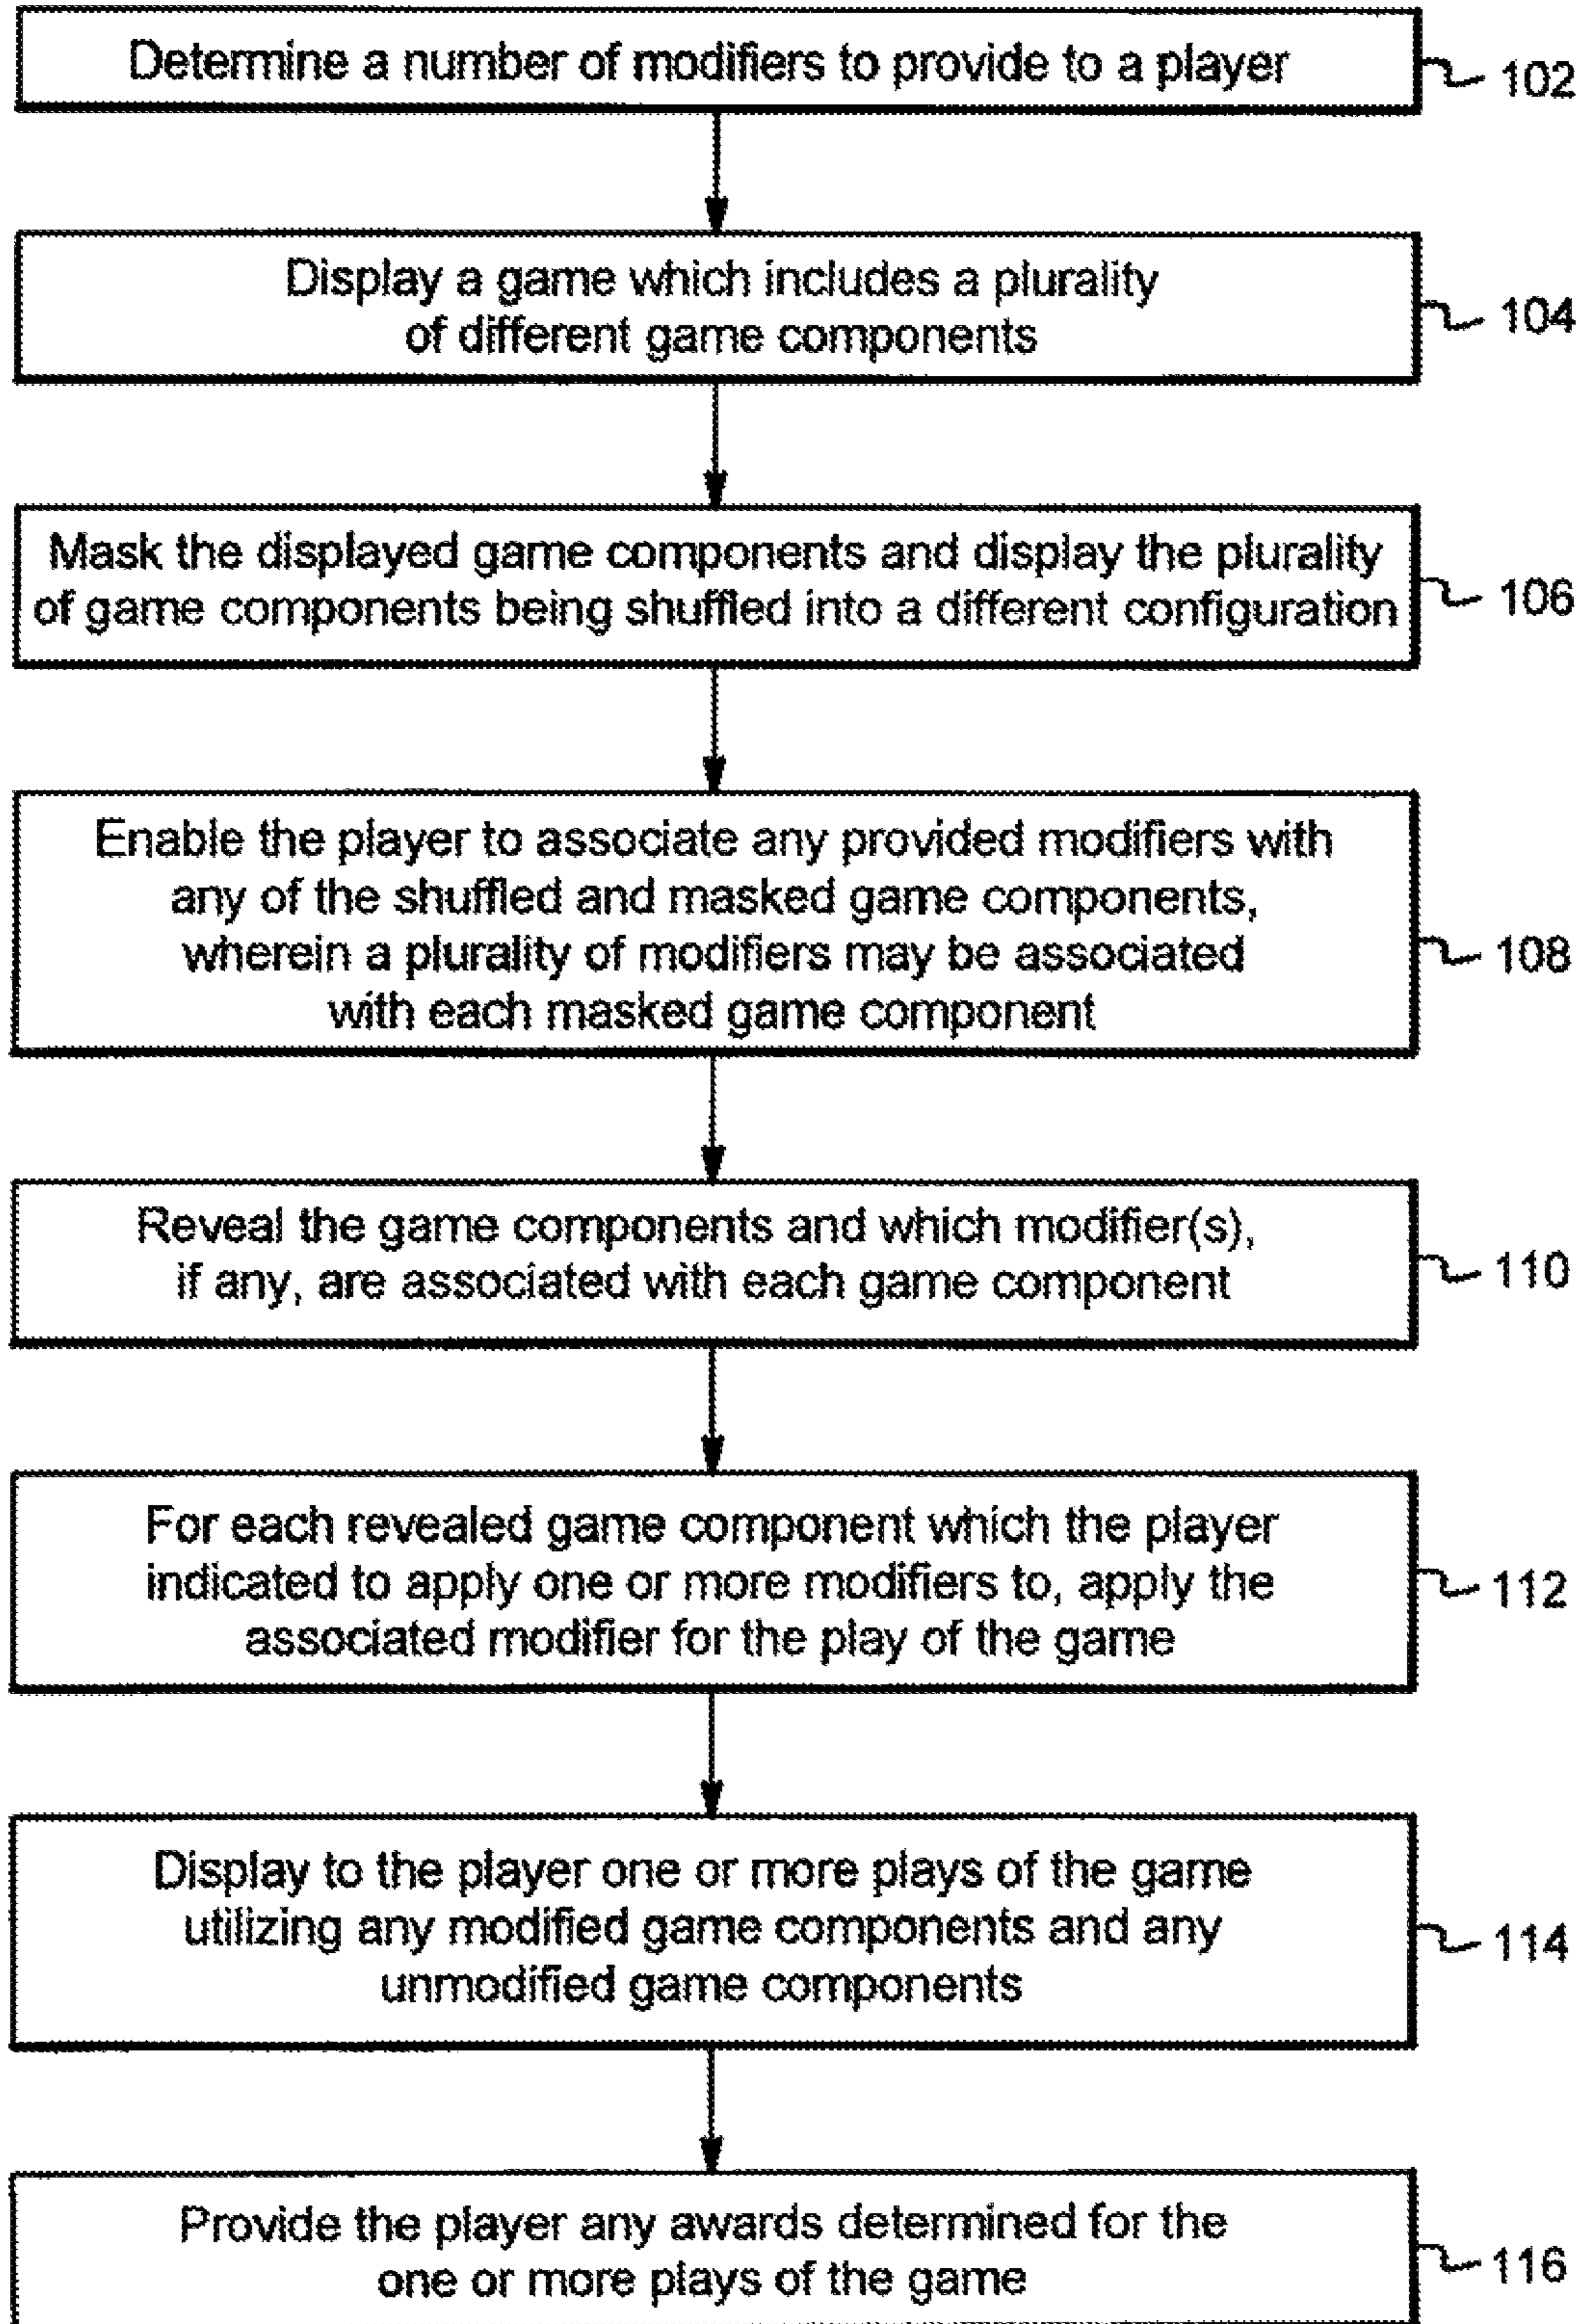 Determine a number of modifiers to provide to a player
102
Display a game which includes a plurality
of different game components
104
Mask the displayed game components and display the plurality
of game components being shuffled into a different configuration
106
Enable the player to associate any provided modifiers with
any of the shuffled and masked game components,
wherein a plurality of modifiers may be associated
with each masked game component
108
Reveal the game components and which modifier(s),
if any, are associated with each game component
110
For each revealed game component which the player
indicated to apply one or more modifiers to, apply the
associated modifier for the play of the game
112
Display to the player one or more plays of the game
utilizing any modified game components and any
unmodified game components
114
Provide the player any awards determined for the
one or more plays of the game
116